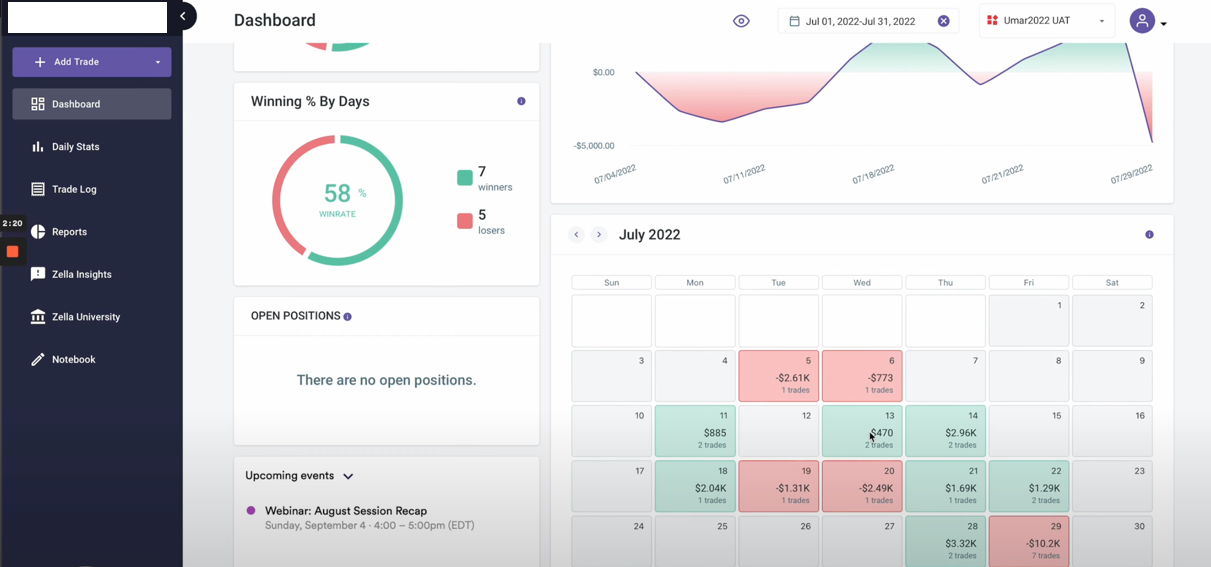 Dashboard
Jul 01, 2022-Jul 31, 2022
Umar2022 UAT
Add Trade
Dashboard
Daily Stats
Trade Log
2:20
Reports
Zella Insights
Zella University
Notebook
Winning % By Days
58 %
WINRATE
7
winners
5
losers
OPEN POSITIONS
There are no open positions.
Upcoming events
Webinar: August Session Recap
Sunday, September 4 · 4:00 – 5:00pm (EDT)
$0.00
-$5,000.00
07/04/2022 07/11/2022 07/18/2022 07/21/2022 07/29/2022
July 2022
Sun Mon Tue Wed Thu Fri Sat
1 2
3 4 5 6 7 8 9
-$2.61K -$773
1 trades 1 trades
10 11 12 13 14 15 16
$885 $470 $2.96K
2 trades 2 trades 2 trades
17 18 19 20 21 22 23
$2.04K -$1.31K -$2.49K $1.69K $1.29K
1 trades 1 trades 1 trades 1 trades 2 trades
24 25 26 27 28 29 30
$3.32K -$10.2K
2 trades 7 trades